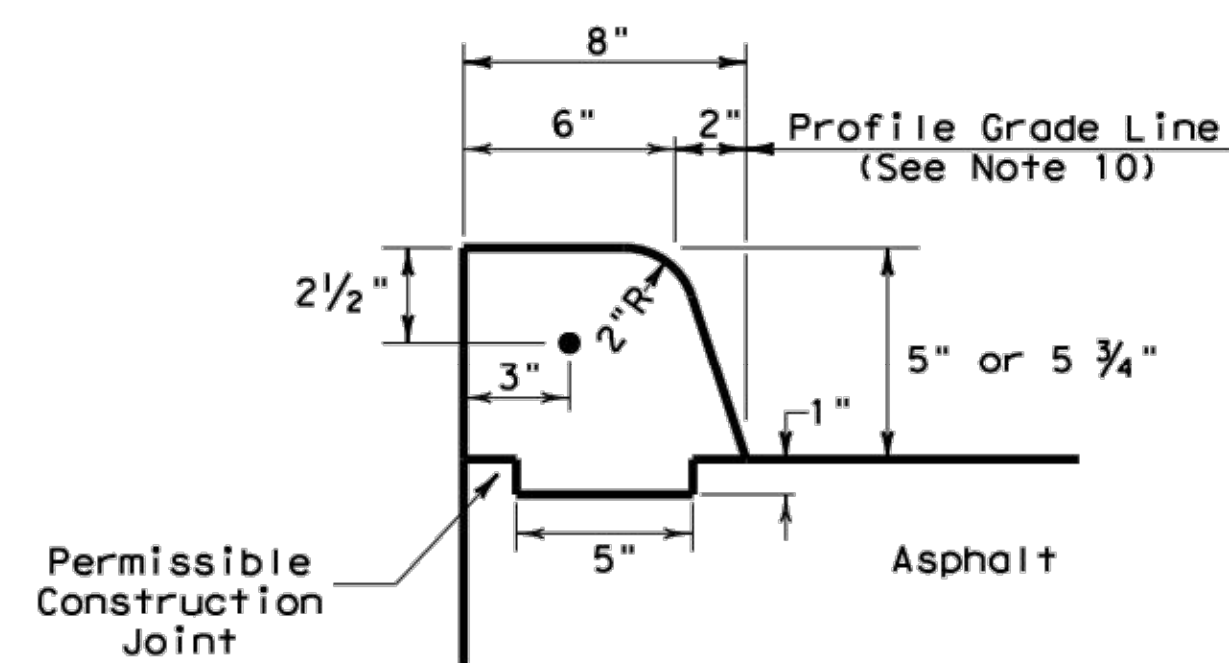 8"
6"
2"
Profile Grade Line
(See Note 10)
2½"
2"R
3"
5" or 5 ¾"
1"
5"
Asphalt
Permissible
Construction
Joint